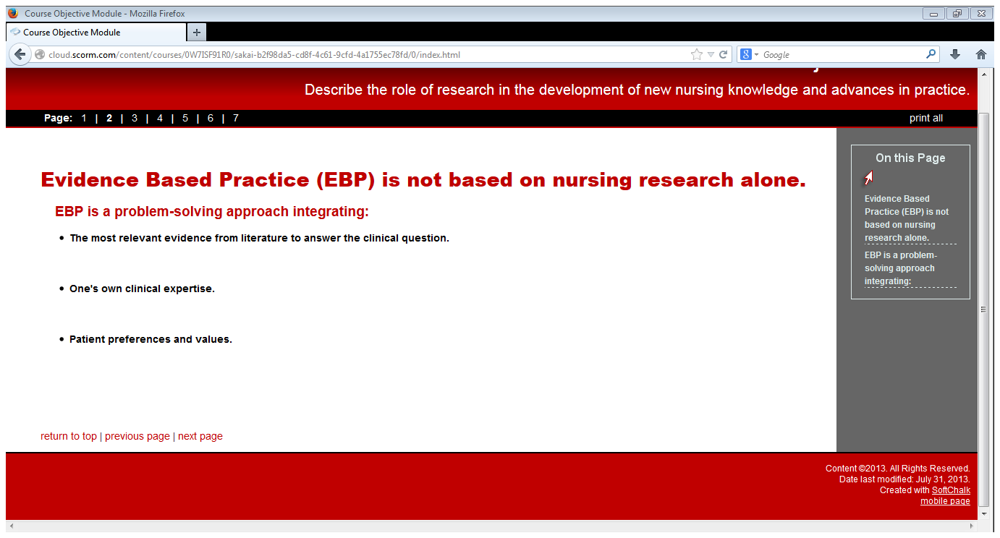 Course Objective Module - Mozilla Firefox
Course Objective Module
cloud.scorm.com/content/courses/0W7ISF91R0/sakai-b2f98da5-cd8f-4c61-9cfd-4a1755ec78fd/0/index.html
Google
Describe the role of research in the development of new nursing knowledge and advances in practice.
Page: 1 | 2 | 3 | 4 | 5 | 6 | 7
print all
Evidence Based Practice (EBP) is not based on nursing research alone.
EBP is a problem-solving approach integrating:
• The most relevant evidence from literature to answer the clinical question.
• One's own clinical expertise.
• Patient preferences and values.
return to top | previous page | next page
On this Page
Evidence Based
Practice (EBP) is not
based on nursing
research alone.
EBP is a problem-
solving approach
integrating:
Content ©2013. All Rights Reserved.
Date last modified: July 31, 2013.
Created with SoftChalk
mobile page